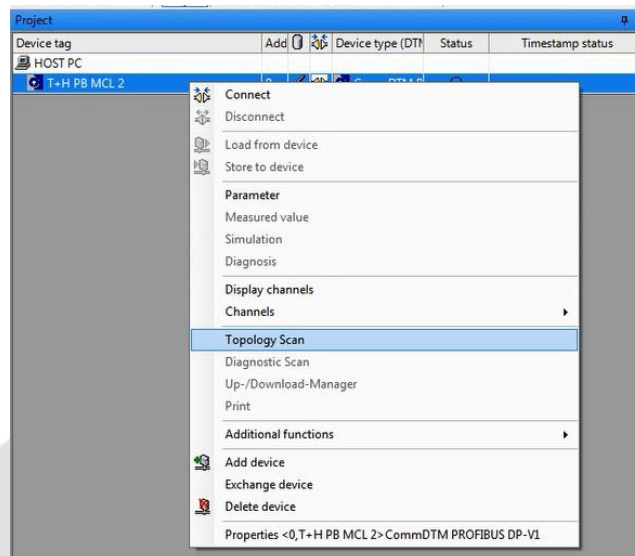 Project
Device tag Add Device type (DTM Status Timestamp status
HOST PC
T+H PB MCL 2
Connect
Disconnect
Load from device
Store to device
Parameter
Measured value
Simulation
Diagnosis
Display channels
Channels
Topology Scan
Diagnostic Scan
Up-/Download-Manager
Print
Additional functions
Add device
Exchange device
Delete device
Properties <0,T+H PB MCL 2>CommDTM PROFIBUS DP-V1